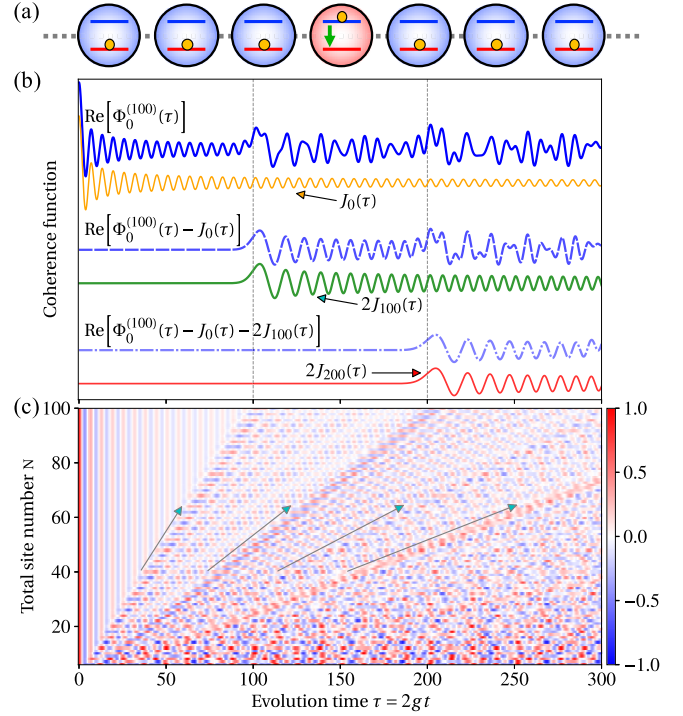 (a)
(b)
Re[Φ₀⁽¹⁰⁰⁾(τ)]
J₀(τ)
Re[Φ₀⁽¹⁰⁰⁾(τ) − J₀(τ)]
2J₁₀₀(τ)
Re[Φ₀⁽¹⁰⁰⁾(τ) − J₀(τ) − 2J₁₀₀(τ)]
2J₂₀₀(τ)
Coherence function
(c)
100
80
60
40
20
Total site number N
0 50 100 150 200 250 300
Evolution time τ = 2gt
1.0
0.5
0.0
−0.5
−1.0